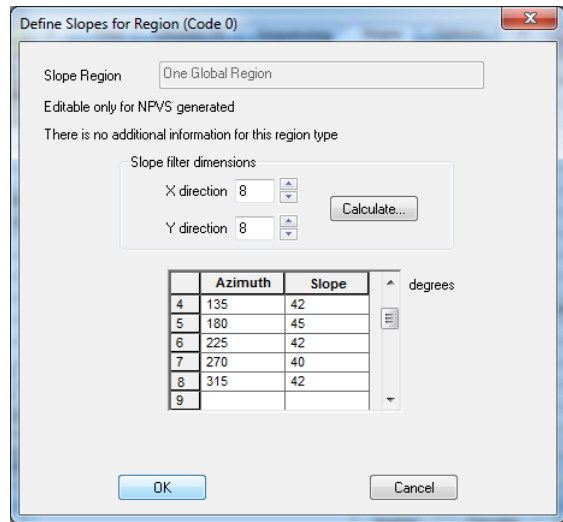 Define Slopes for Region (Code 0)
Slope Region One Global Region
Editable only for NPVS generated
There is no additional information for this region type
Slope filter dimensions
X direction 8
Calculate...
Y direction 8
Azimuth Slope degrees
4 135 42
5 180 45
6 225 42
7 270 40
8 315 42
9
OK Cancel